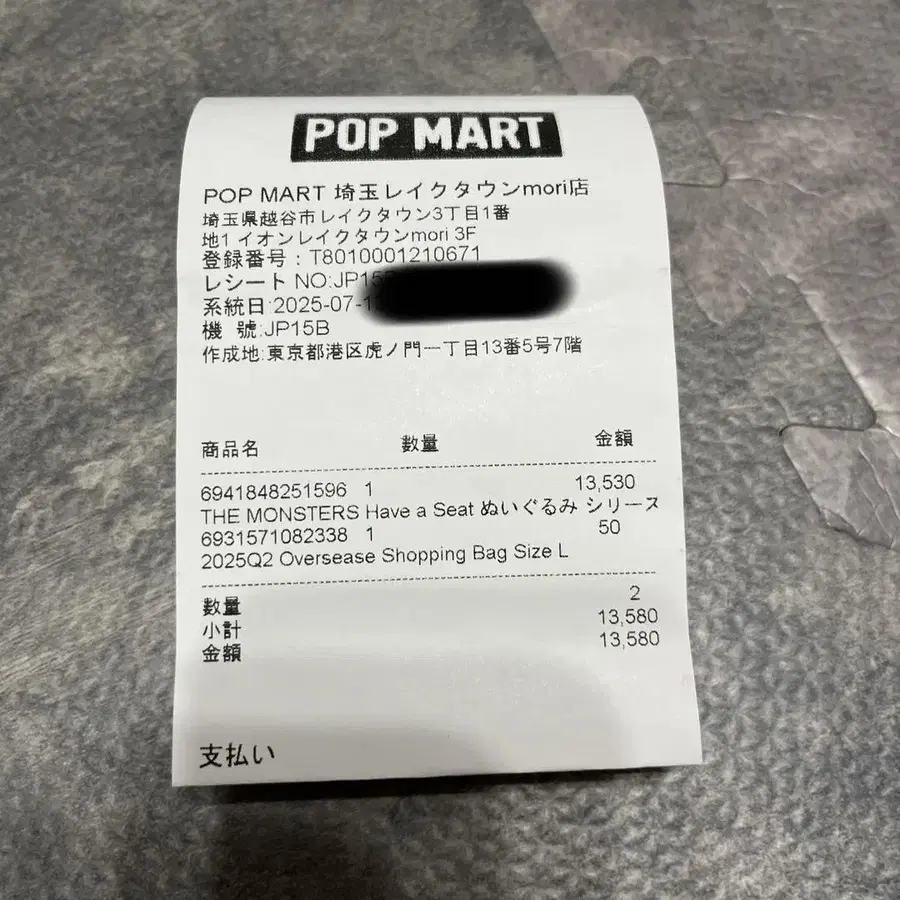 POP MART
POP MART 埼玉レイクタウンmori店
埼玉県越谷市レイクタウン3丁目1番
地1 イオンレイクタウンmori 3F
登録番号：T8010001210671
レシート NO:JP15
系統日:2025-07-1
機 號:JP15B
作成地:東京都港区虎ノ門一丁目13番5号7階
商品名 數量 金額
6941848251596 1 13,530
THE MONSTERS Have a Seat ぬいぐるみ シリーズ
6931571082338 1 50
2025Q2 Oversease Shopping Bag Size L
數量 2
小計 13,580
金額 13,580
支払い